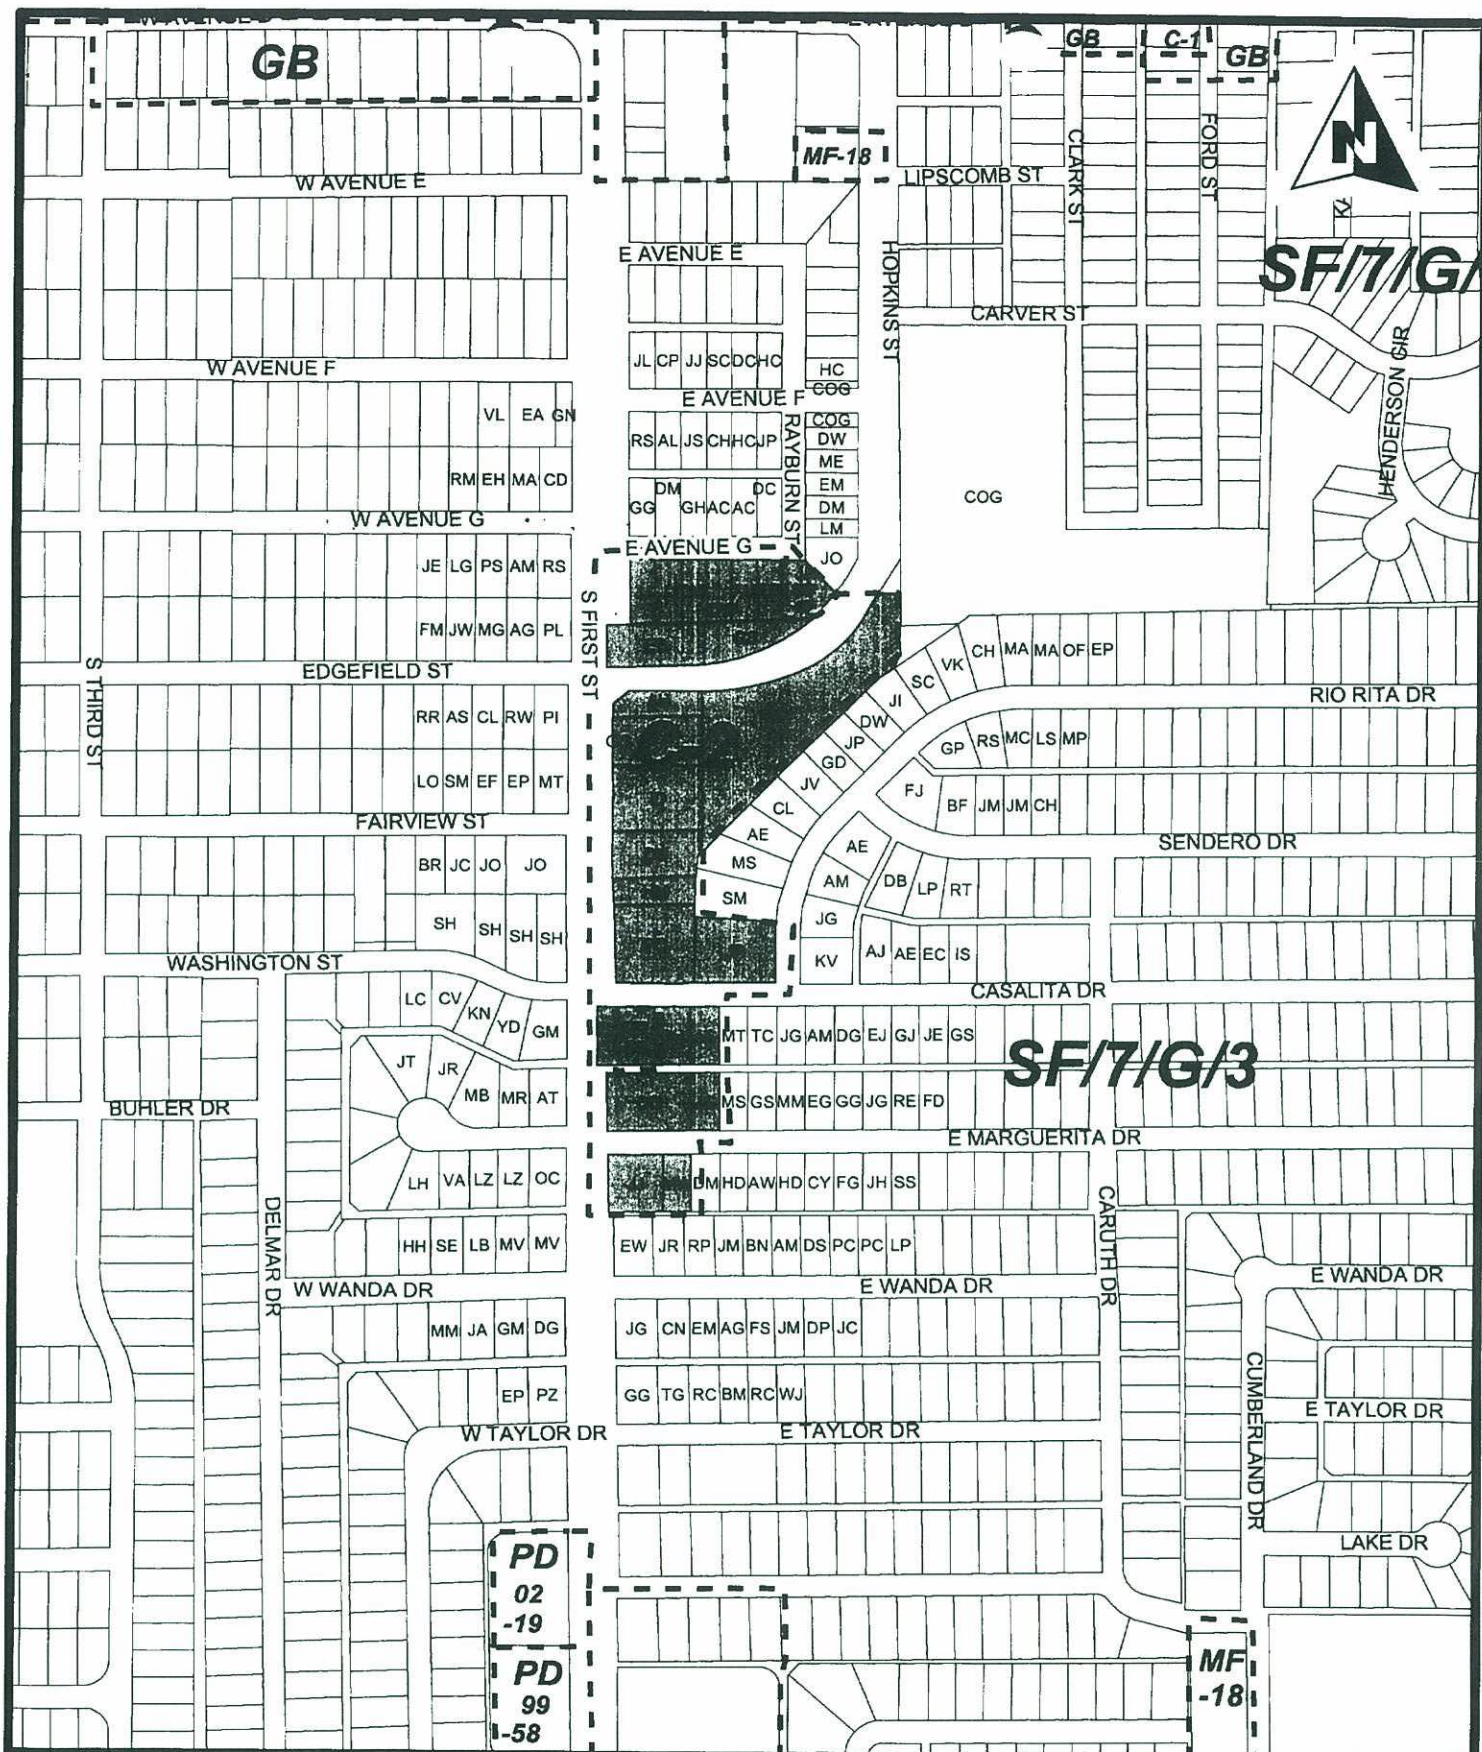 GB
GB
C-1
GB
N
MF-18
W AVENUE E
LIPSCOMB ST
CLARK ST
FORD ST
E AVENUE E
HOPKINS ST
SF/7/G/
CARVER ST
JL CP JJ SC DC HC
HC
COG
W AVENUE F
E AVENUE F
HENDERSON CIR
VL EA GN
RS AL JS CH HC JP
RAYBURN ST
COG
DW
ME
EM
DM
LM
JO
RM EH MA CD
GG DM GH AC AC DC
COG
W AVENUE G
E AVENUE G
JE LG PS AM RS
S FIRST ST
FM JW MG AG PL
S THIRD ST
EDGEFIELD ST
CH MA MA OF EP
VK
SC
JI
DW
JP
GD
JV
CL
AE
MS
SM
RIO RITA DR
RR AS CL RW PI
GP RS MC LS MP
LO SM EF EP MT
FJ BF JM JM CH
FAIRVIEW ST
SENDERO DR
BR JC JO JO
AE
AM
JG
KV
DB LP RT
SH SH SH SH
AJ AE EC IS
WASHINGTON ST
CASALITA DR
LC CV KN YD GM
MT TC JG AM DG EJ GJ JE GS
SF/7/G/3
JT JR MB MR AT
MS GS MM EG GG JG RE FD
BUHLER DR
E MARGUERITA DR
LH VA LZ LZ OC
DM HD AW HD CY FG JH SS
DELMAR DR
CARUTH DR
HH SE LB MV MV
EW JR RP JM BN AM DS PC PC LP
W WANDA DR
E WANDA DR
E WANDA DR
MM JA GM DG
JG CN EM AG FS JM DP JC
CUMBERLAND DR
EP PZ
GG TG RC BM RC WJ
W TAYLOR DR
E TAYLOR DR
E TAYLOR DR
LAKE DR
PD
02
-19
PD
99
-58
MF
-18